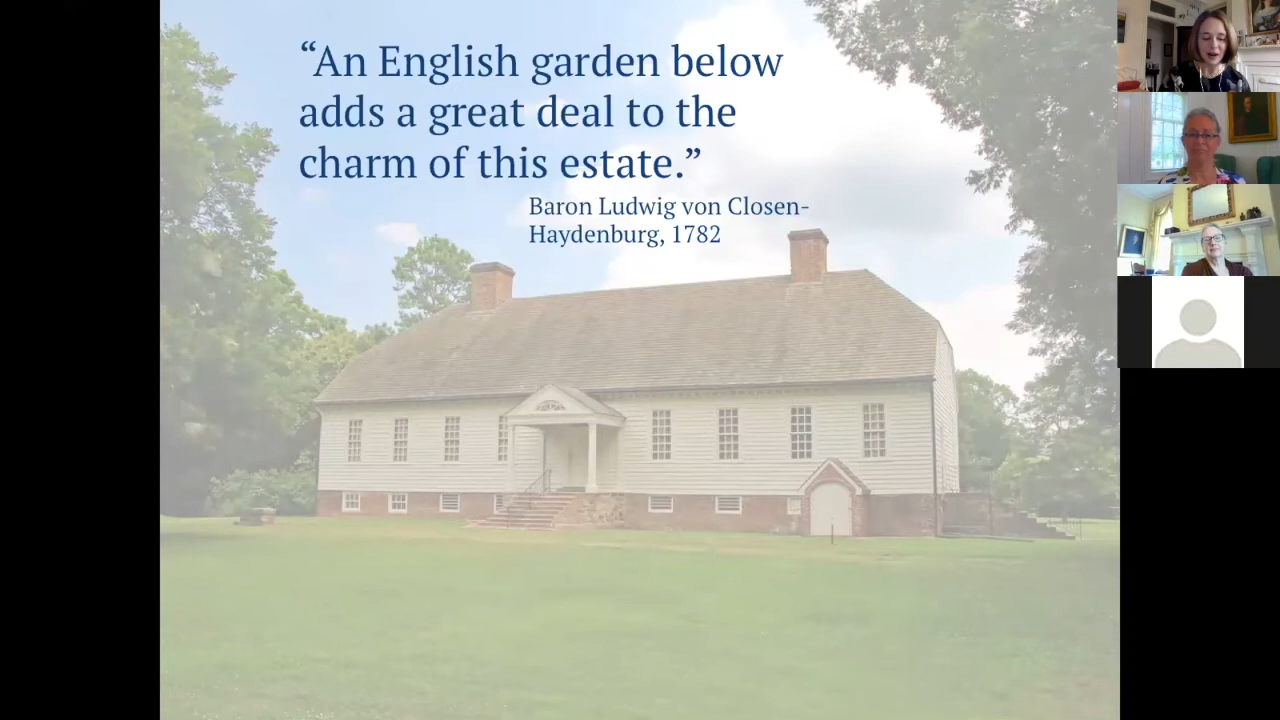 “An English garden below
adds a great deal to the
charm of this estate.”
Baron Ludwig von Closen-
Haydenburg, 1782